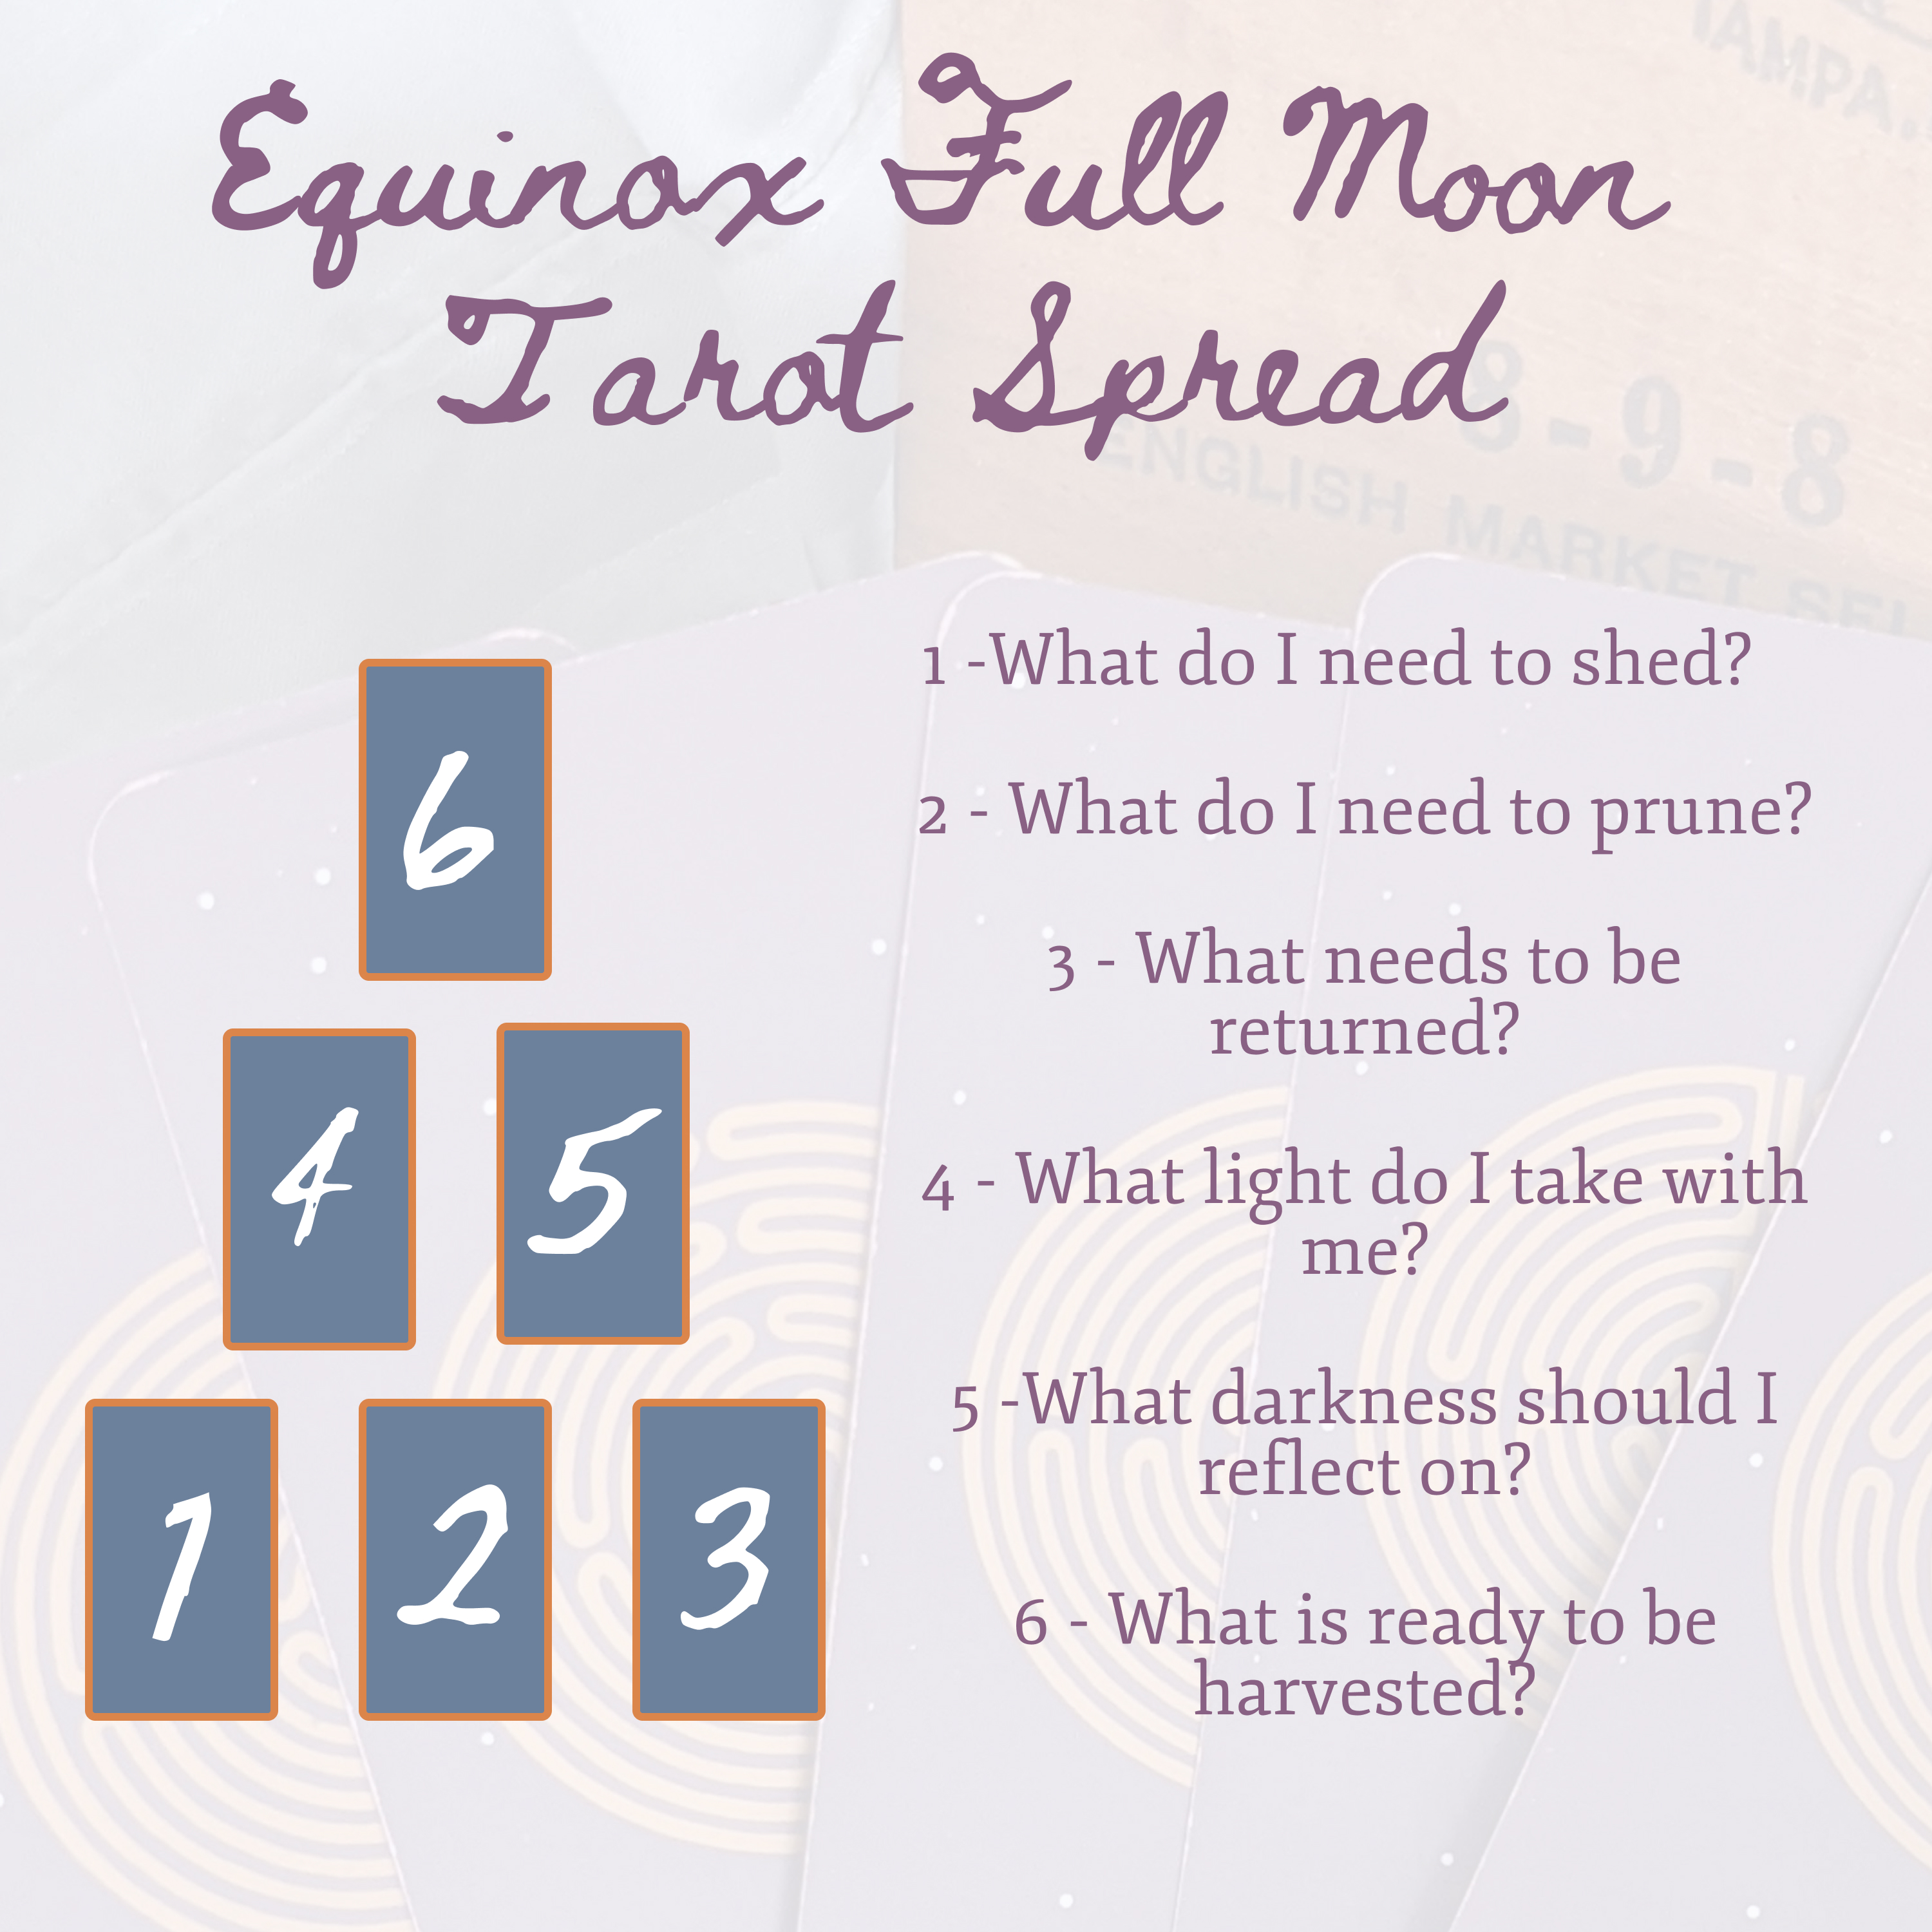 Equinox Full Moon
Tarot Spread
TAMPA.
8-9-8
ENGLISH MARKET
6
4 5
1 2 3
1 -What do I need to shed?
2 - What do I need to prune?
3 - What needs to be
returned?
4 - What light do I take with
me?
5 -What darkness should I
reflect on?
6 - What is ready to be
harvested?